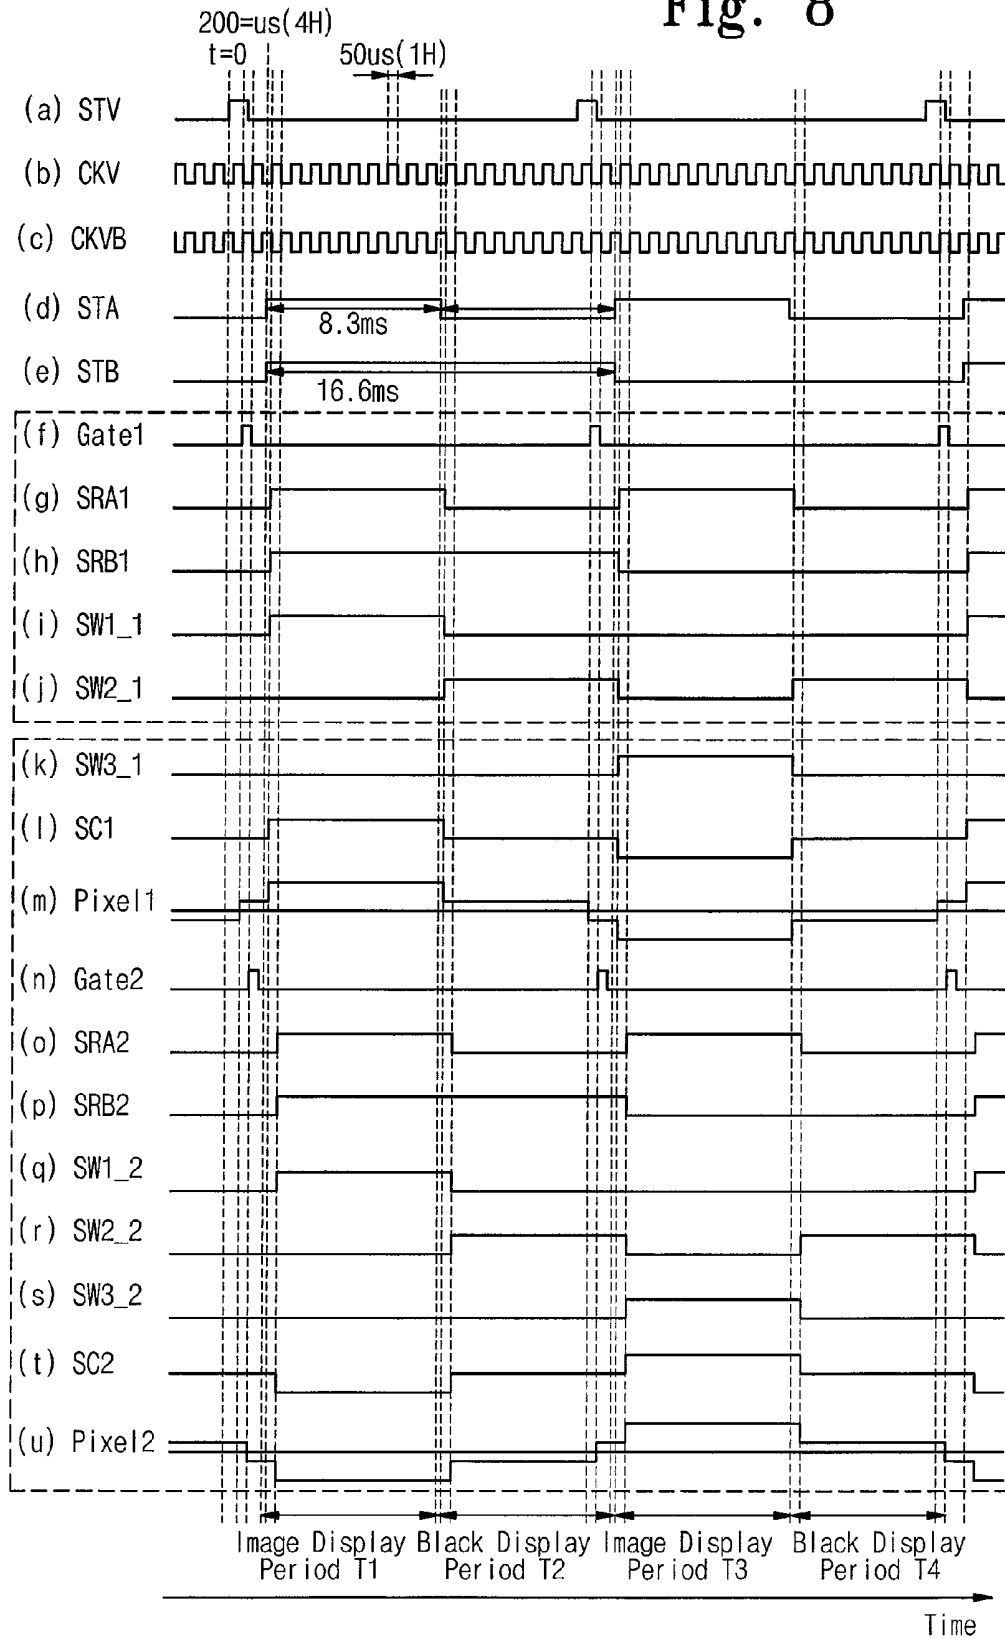 Fig. 8
200=us(4H)
t=0
50us(1H)
(a) STV
(b) CKV
(c) CKVB
(d) STA
8.3ms
(e) STB
16.6ms
(f) Gate1
(g) SRA1
(h) SRB1
(i) SW1_1
(j) SW2_1
(k) SW3_1
(l) SC1
(m) Pixel1
(n) Gate2
(o) SRA2
(p) SRB2
(q) SW1_2
(r) SW2_2
(s) SW3_2
(t) SC2
(u) Pixel2
Image Display Black Display Image Display Black Display
Period T1 Period T2 Period T3 Period T4
Time